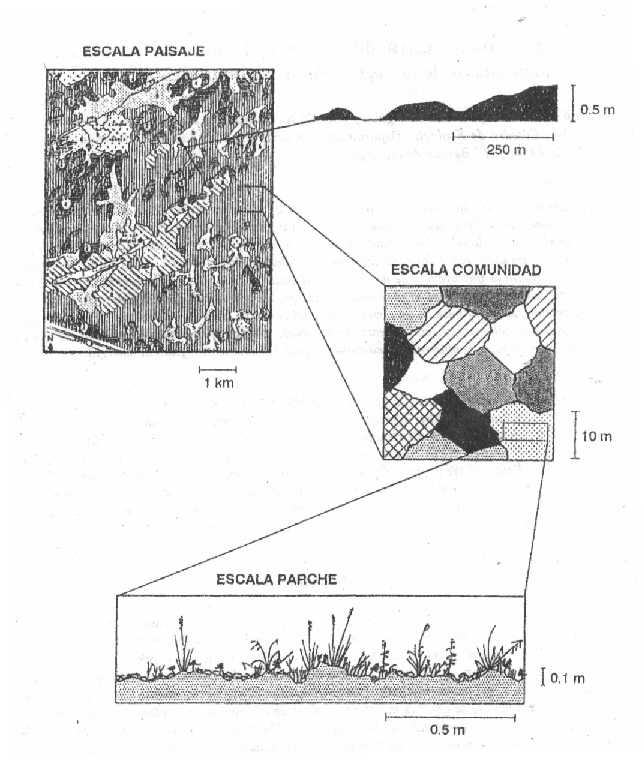 ESCALA PAISAJE
0.5 m
250 m
ESCALA COMUNIDAD
N
1 km
10 m
ESCALA PARCHE
0.1 m
0.5 m